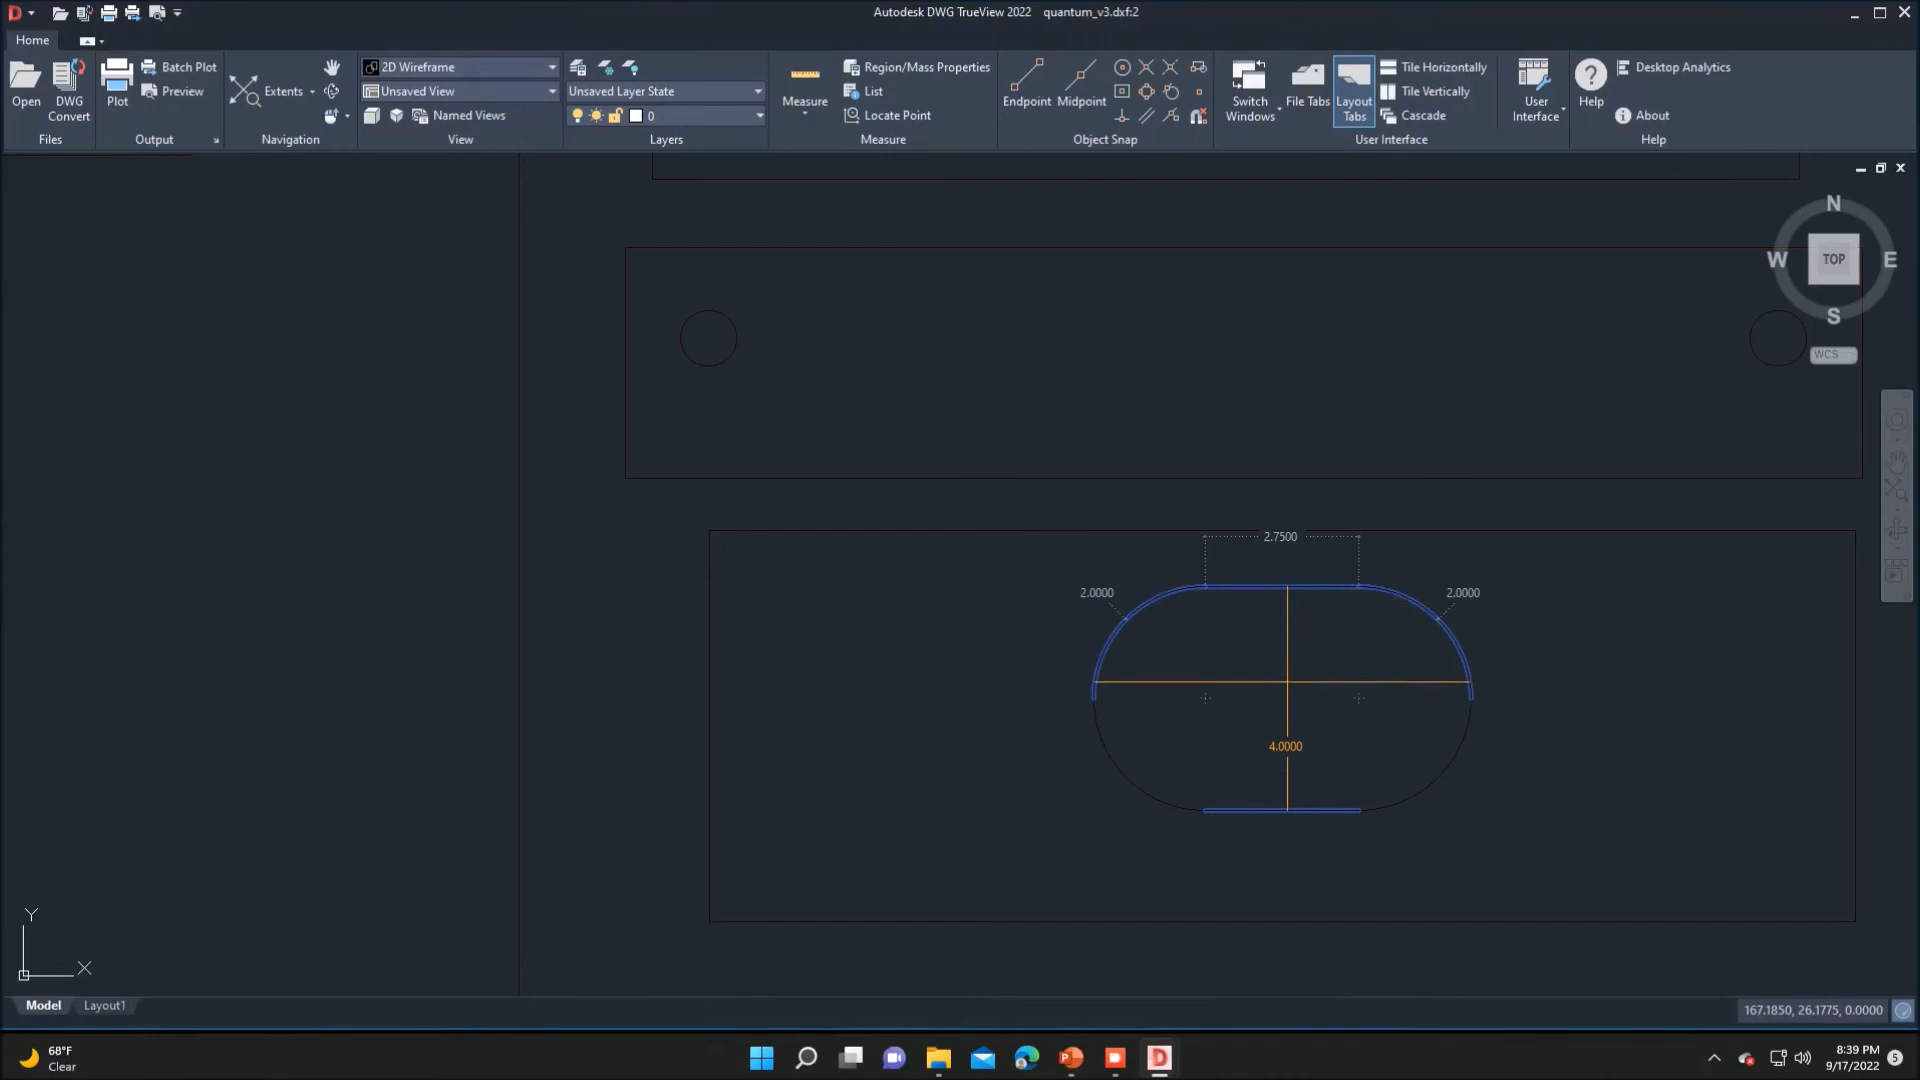 Autodesk DWG TrueView 2022 quantum_v3.dxf:2
Home
Open
DWG Convert
Files
Plot
Batch Plot
Preview
Output
Extents
Navigation
2D Wireframe
Unsaved View
Named Views
View
Unsaved Layer State
0
Layers
Measure
Region/Mass Properties
List
Locate Point
Measure
Endpoint
Midpoint
Object Snap
Switch Windows
File Tabs
Layout Tabs
Tile Horizontally
Tile Vertically
Cascade
User Interface
User Interface
Help
Desktop Analytics
About
Help
N
W
TOP
E
S
WCS
2.7500
2.0000
2.0000
4.0000
Y
X
Model
Layout1
167.1850, 26.1775, 0.0000
68°F
Clear
8:39 PM
9/17/2022
5